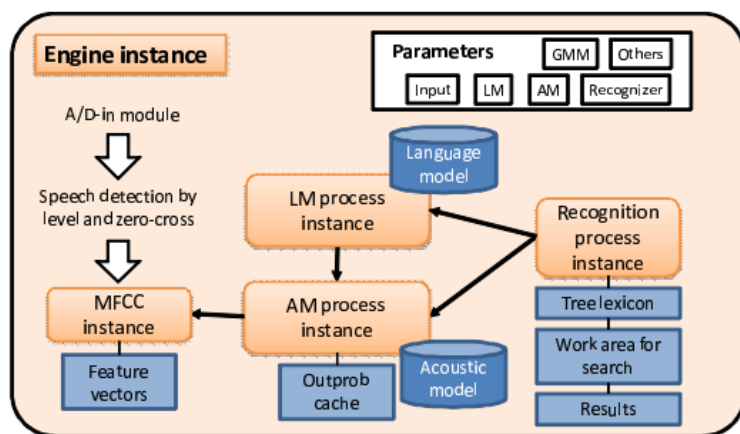 Engine instance
Parameters
GMM
Others
Input
LM
AM
Recognizer
A/D-in module
Speech detection by
level and zero-cross
MFCC
instance
Feature
vectors
LM process
instance
Language
model
AM process
instance
Outprob
cache
Acoustic
model
Recognition
process
instance
Tree lexicon
Work area for
search
Results